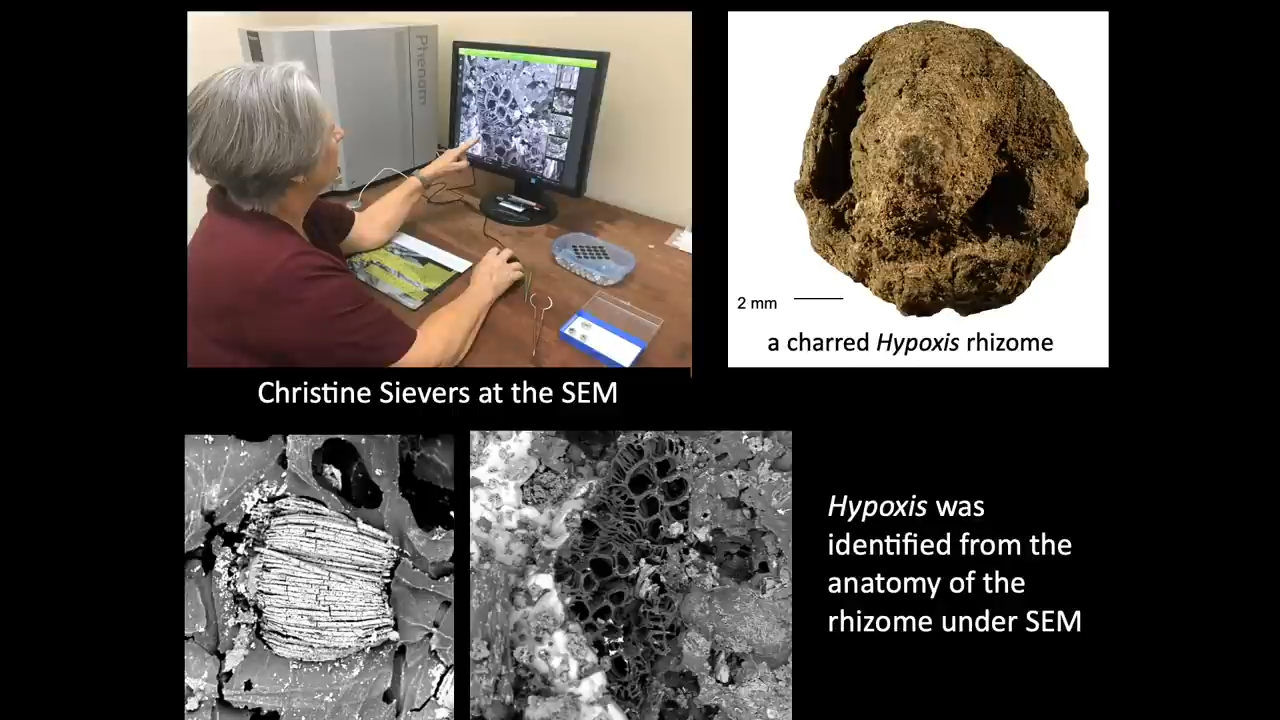 Phenom
2 mm
a charred Hypoxis rhizome
Christine Sievers at the SEM
Hypoxis was
identified from the
anatomy of the
rhizome under SEM